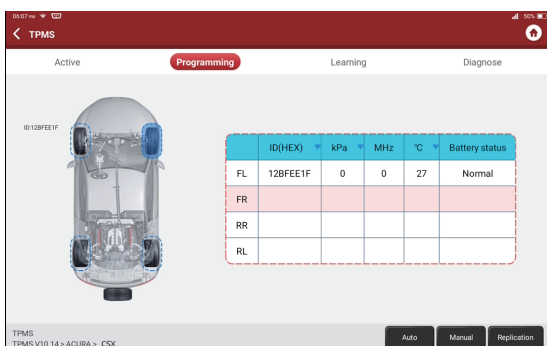 06:07 PM 50%
TPMS
Active Programming Learning Diagnose
ID:12BFEE1F
ID(HEX) kPa MHz ℃ Battery status
FL 12BFEE1F 0 0 27 Normal
FR
RR
RL
TPMS
TPMS V10.14 > ACURA > CSX
Auto Manual Replication